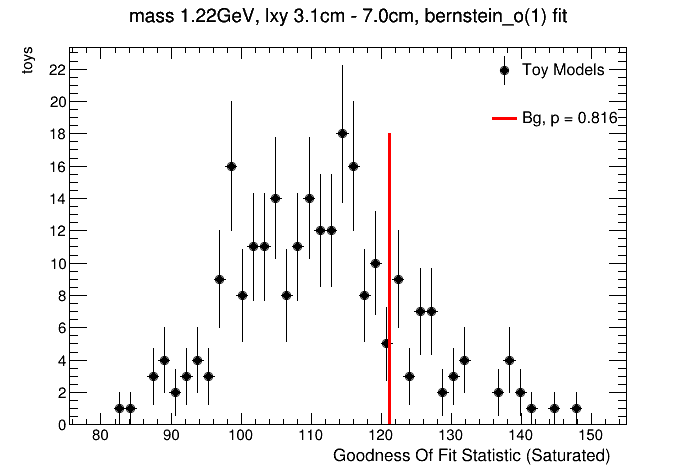 mass 1.22GeV, lxy 3.1cm - 7.0cm, bernstein_o(1) fit
toys
Toy Models
Bg, p = 0.816
22
20
18
16
14
12
10
8
6
4
2
0
80 90 100 110 120 130 140 150
Goodness Of Fit Statistic (Saturated)